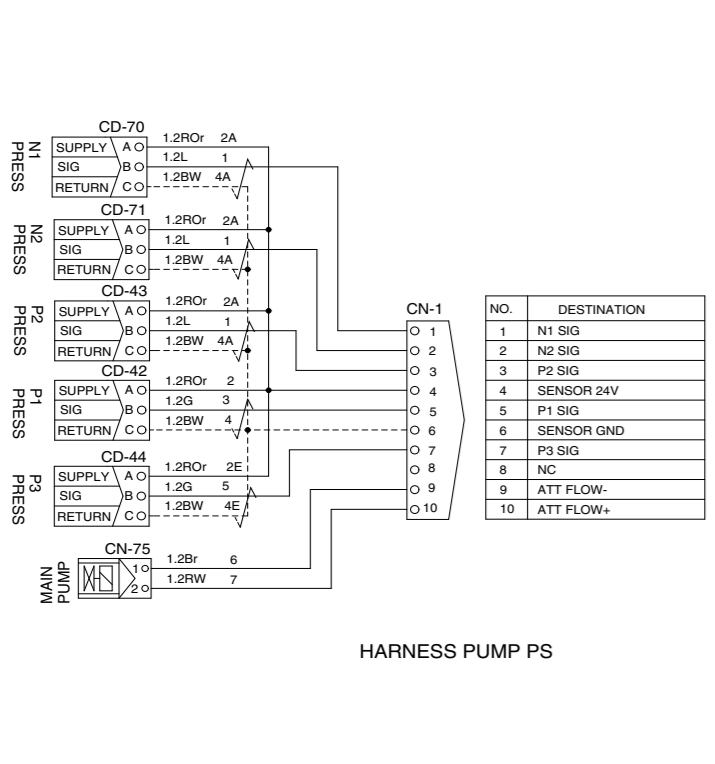 CD-70
N1 PRESS
SUPPLY A 1.2ROr 2A
SIG B 1.2L 1
RETURN C 1.2BW 4A
CD-71
N2 PRESS
SUPPLY A 1.2ROr 2A
SIG B 1.2L 1
RETURN C 1.2BW 4A
CD-43
P2 PRESS
SUPPLY A 1.2ROr 2A
SIG B 1.2L 1
RETURN C 1.2BW 4A
CD-42
P1 PRESS
SUPPLY A 1.2ROr 2
SIG B 1.2G 3
RETURN C 1.2BW 4
CD-44
P3 PRESS
SUPPLY A 1.2ROr 2E
SIG B 1.2G 5
RETURN C 1.2BW 4E
CN-75
MAIN PUMP
1 1.2Br 6
2 1.2RW 7
CN-1
1
2
3
4
5
6
7
8
9
10
NO. DESTINATION
1 N1 SIG
2 N2 SIG
3 P2 SIG
4 SENSOR 24V
5 P1 SIG
6 SENSOR GND
7 P3 SIG
8 NC
9 ATT FLOW-
10 ATT FLOW+
HARNESS PUMP PS